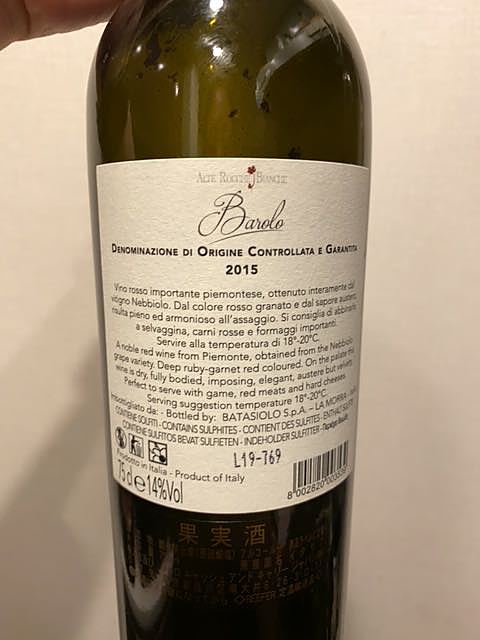 ALTE ROCCHE BIANCHE
Barolo
DENOMINAZIONE DI ORIGINE CONTROLLATA E GARANTITA
2015
Vino rosso importante piemontese, ottenuto interamente dal
vitigno Nebbiolo. Dal colore rosso granato e dal sapore austero,
risulta pieno ed armonioso all'assaggio. Si consiglia di abbinarlo
a selvaggina, carni rosse e formaggi importanti.
Servire alla temperatura di 18°-20°C.
A noble red wine from Piemonte, obtained from the Nebbiolo
grape variety. Deep ruby-garnet red coloured. On the palate this
wine is dry, fully bodied, imposing, elegant, austere but velvety.
Perfect to serve with game, red meats and hard cheeses.
Serving suggestion temperature 18°-20°C.
Imbottigliato da: - Bottled by: BATASIOLO S.p.A. – LA MORRA -
CONTIENE SOLFITI - CONTAINS SULPHITES - CONTIENT DES SULFITES - ENTHÄLT SULFITE
CONTIENE SULFITOS BEVAT SULFIETEN - INDEHOLDER SULFITTER -
Prodotto in Italia - Product of Italy
L19-769
75 cl e 14%Vol
果実酒